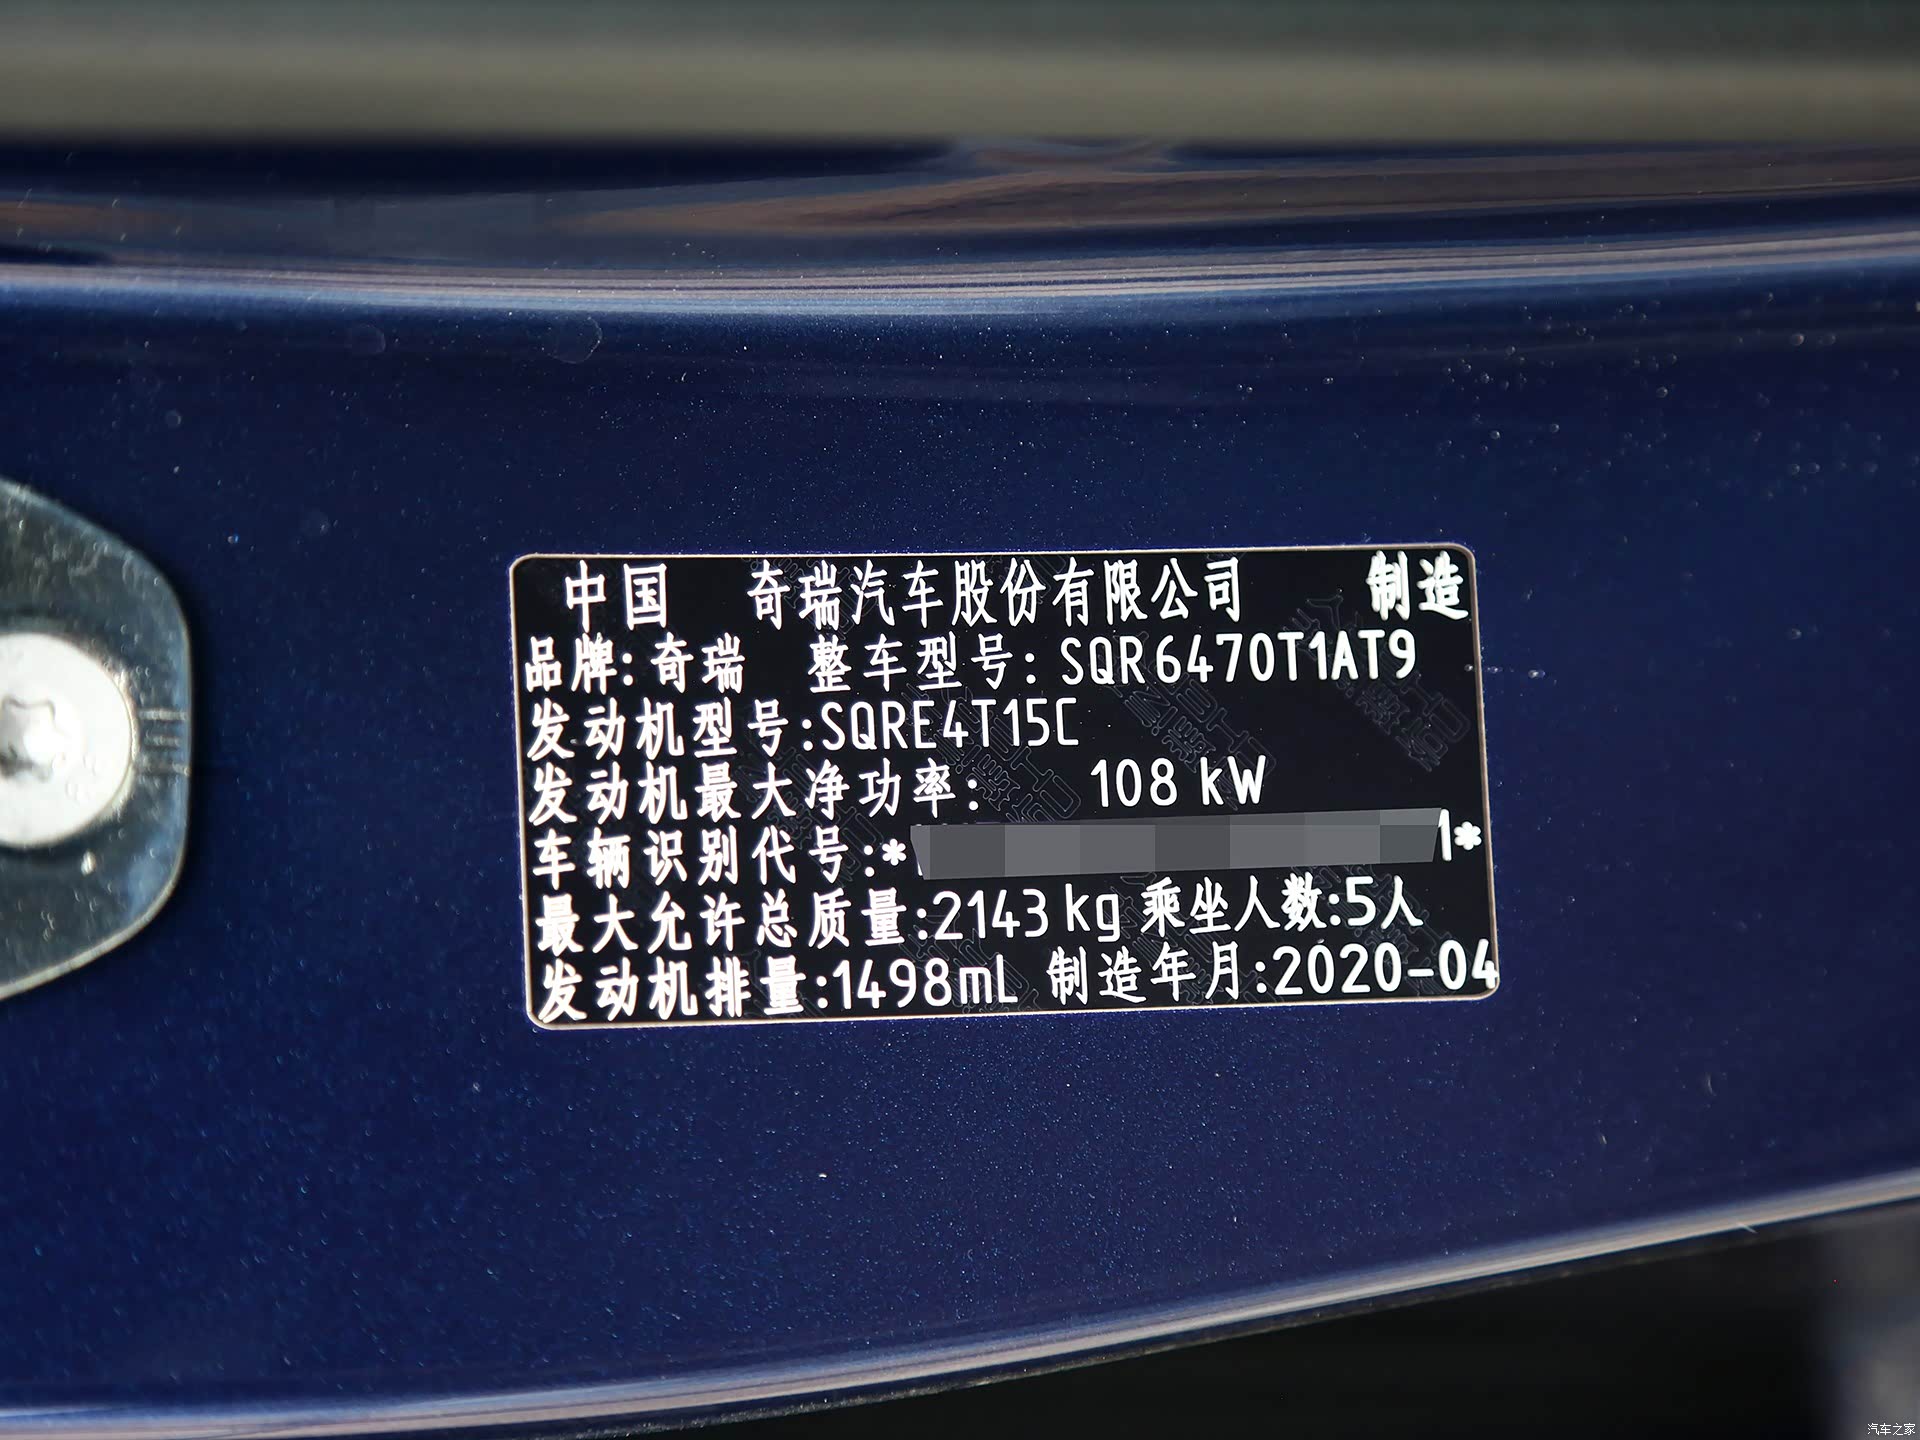 中国 奇瑞汽车股份有限公司 制造
品牌:奇瑞 整车型号:SQR6470T1AT9
发动机型号:SQRE4T15C
发动机最大净功率: 108 kW
车辆识别代号:* 1*
最大允许总质量:2143kg 乘坐人数:5人
发动机排量:1498mL 制造年月:2020-04
汽车之家